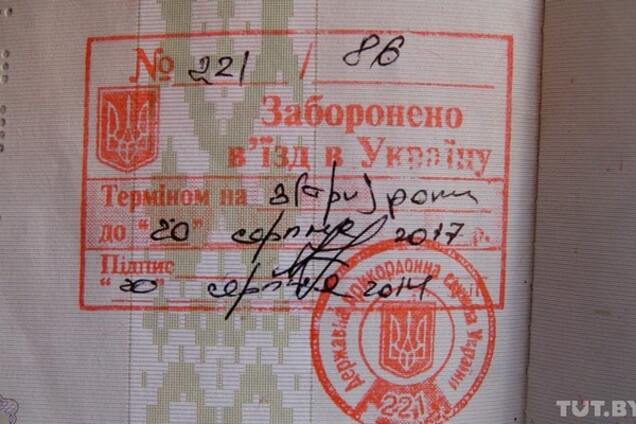 № 221 / 86
Заборонено
в'їзд в Україну
Терміном на 3(три) роки
до "20" серпня 2017 г.
Підпис
"20" серпня 2014
Державна прикордонна служба України
221
TUT.BY